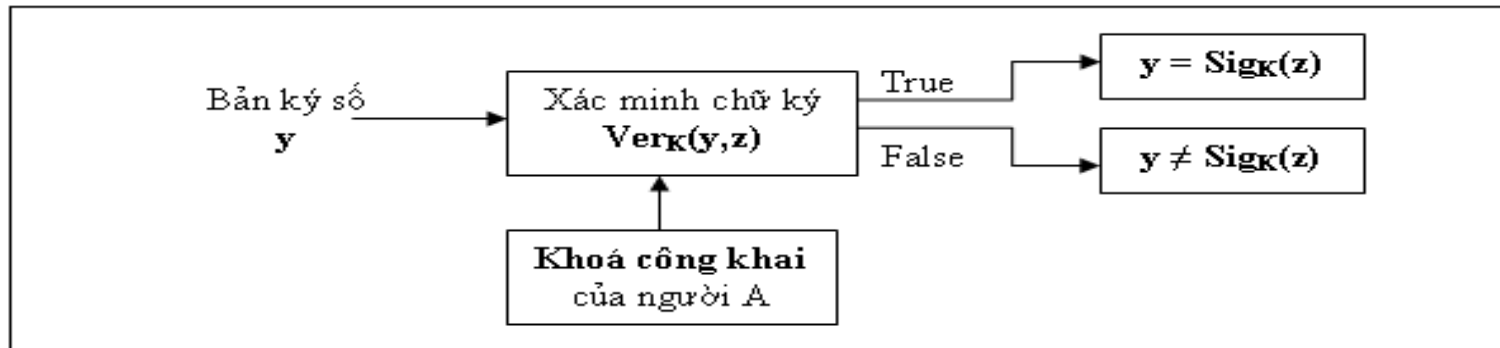 Bản ký số
y
Xác minh chữ ký
VerK(y,z)
True
False
y = SigK(z)
y ≠ SigK(z)
Khoá công khai
của người A